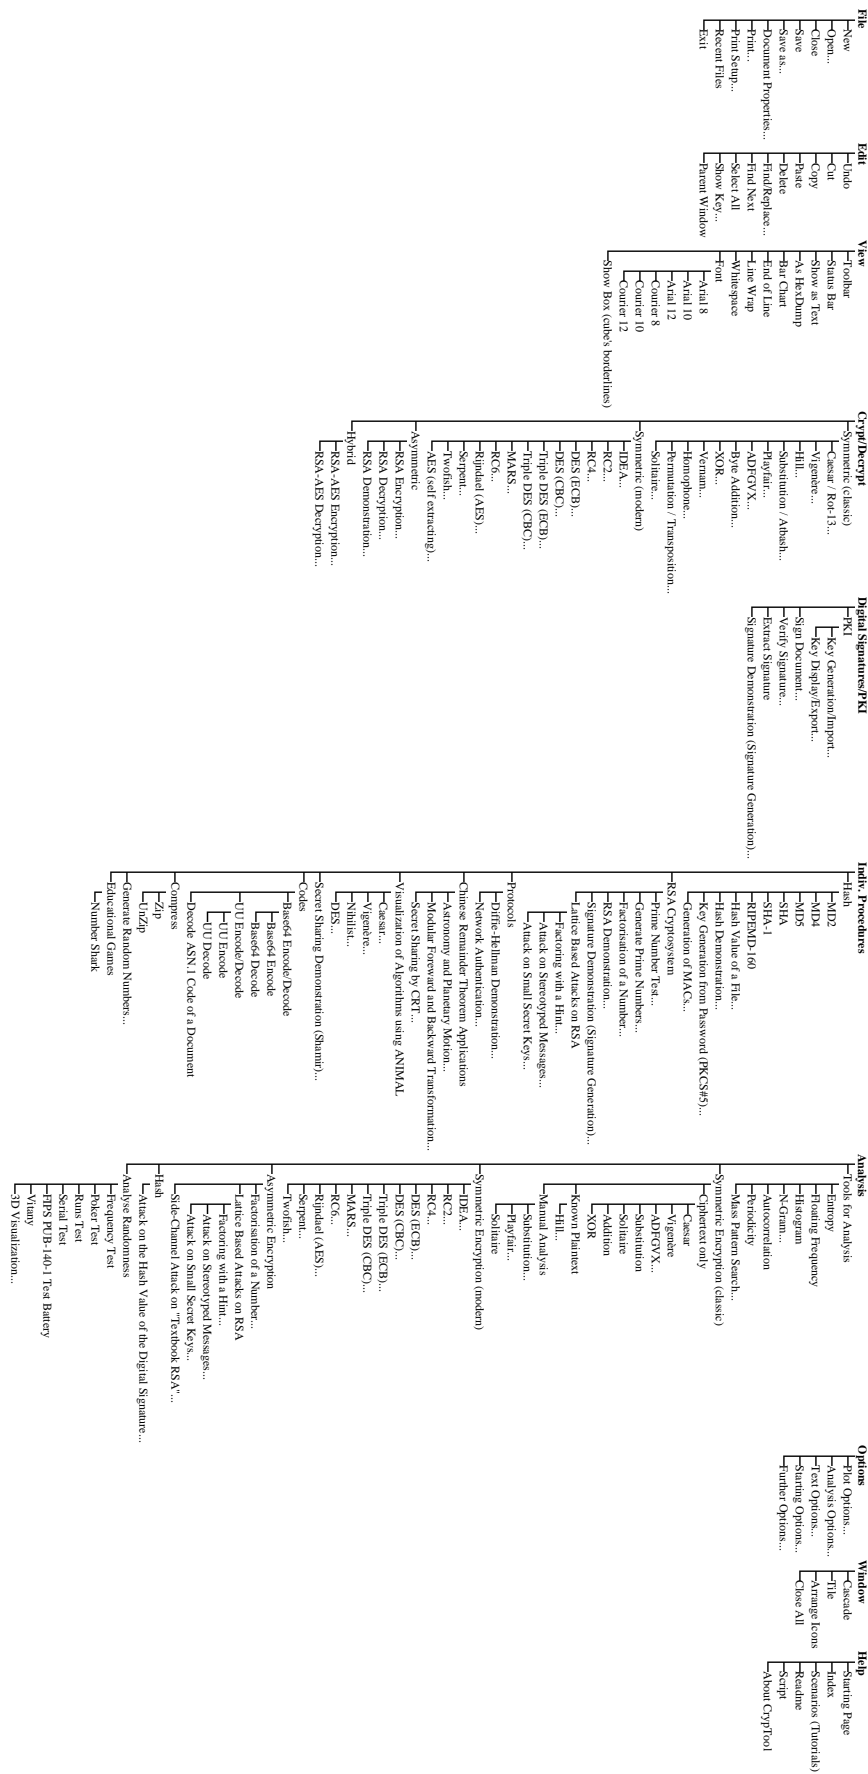 File
New
Open...
Close
Save
Save as...
Document Properties...
Print...
Print Setup...
Recent Files
Exit
Edit
Undo
Cut
Copy
Paste
Delete
Find/Replace...
Find Next
Select All
Show Key...
Parent Window
View
Toolbar
Status Bar
Show as Text
As HexDump
Bar Chart
End of Line
Line Wrap
Whitespace
Font
Arial 8
Arial 10
Arial 12
Courier 8
Courier 10
Courier 12
Show Box (cube's borderlines)
Crypt/Decrypt
Symmetric (classic)
Caesar / Rot-13...
Vigenère...
Hill...
Substitution / Atbash...
Playfair...
ADFGVX...
Byte Addition...
XOR...
Vernam...
Homophone...
Permutation / Transposition...
Solitaire...
Symmetric (modern)
IDEA...
RC2...
RC4...
DES (ECB)...
DES (CBC)...
Triple DES (ECB)...
Triple DES (CBC)...
MARS...
RC6...
Rijndael (AES)...
Serpent...
Twofish...
AES (self extracting)...
Asymmetric
RSA Encryption...
RSA Decryption...
RSA Demonstration...
Hybrid
RSA-AES Encryption...
RSA-AES Decryption...
Digital Signatures/PKI
PKI
Key Generation/Import...
Key Display/Export...
Sign Document...
Verify Signature...
Extract Signature
Signature Demonstration (Signature Generation)...
Indiv. Procedures
Hash
MD2
MD4
MD5
SHA
SHA-1
RIPEMD-160
Hash Value of a File...
Hash Demonstration...
Key Generation from Password (PKCS#5)...
Generation of MACs...
RSA Cryptosystem
Prime Number Test...
Generate Prime Numbers...
Factorisation of a Number...
RSA Demonstration...
Signature Demonstration (Signature Generation)...
Lattice Based Attacks on RSA
Factoring with a Hint...
Attack on Stereotyped Messages...
Attack on Small Secret Keys...
Protocols
Diffie-Hellman Demonstration...
Network Authentication...
Chinese Remainder Theorem Applications
Astronomy and Planetary Motion...
Modular Foreward and Backward Transformation...
Secret Sharing by CRT...
Visualization of Algorithms using ANIMAL
Caesar...
Vigenère...
Nihilist...
DES...
Secret Sharing Demonstration (Shamir)...
Codes
Base64 Encode/Decode
Base64 Encode
Base64 Decode
UU Encode/Decode
UU Encode
UU Decode
Decode ASN.1 Code of a Document
Compress
Zip
UnZip
Generate Random Numbers...
Educational Games
Number Shark
Analysis
Tools for Analysis
Entropy
Floating Frequency
Histogram
N-Gram...
Autocorrelation
Periodicity
Mass Pattern Search...
Symmetric Encryption (classic)
Ciphertext only
Caesar
Vigenère
ADFGVX...
Substitution
Solitaire
Addition
XOR
Known Plaintext
Hill...
Manual Analysis
Substitution...
Playfair...
Solitaire
Symmetric Encryption (modern)
IDEA...
RC2...
RC4...
DES (ECB)...
DES (CBC)...
Triple DES (ECB)...
Triple DES (CBC)...
MARS...
RC6...
Rijndael (AES)...
Serpent...
Twofish...
Asymmetric Encryption
Factorisation of a Number...
Lattice Based Attacks on RSA
Factoring with a Hint...
Attack on Stereotyped Messages...
Attack on Small Secret Keys...
Side-Channel Attack on "Textbook RSA"...
Hash
Attack on the Hash Value of the Digital Signature...
Analyse Randomness
Frequency Test
Poker Test
Runs Test
Serial Test
FIPS PUB-140-1 Test Battery
Vitany
3D Visualization...
Options
Plot Options...
Analysis Options...
Text Options...
Starting Options...
Further Options...
Window
Cascade
Tile
Arrange Icons
Close All
Help
Starting Page
Index
Scenarios (Tutorials)
Readme
Script
About CrypTool